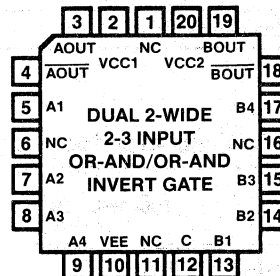 3 2 1 20 19
AOUT NC BOUT
VCC1 VCC2
4 AOUT BOUT 18
5 A1 B4 17
DUAL 2-WIDE
6 NC 2-3 INPUT NC 16
OR-AND/OR-AND
7 A2 INVERT GATE B3 15
8 A3 B2 14
A4 VEE NC C B1
9 10 11 12 13